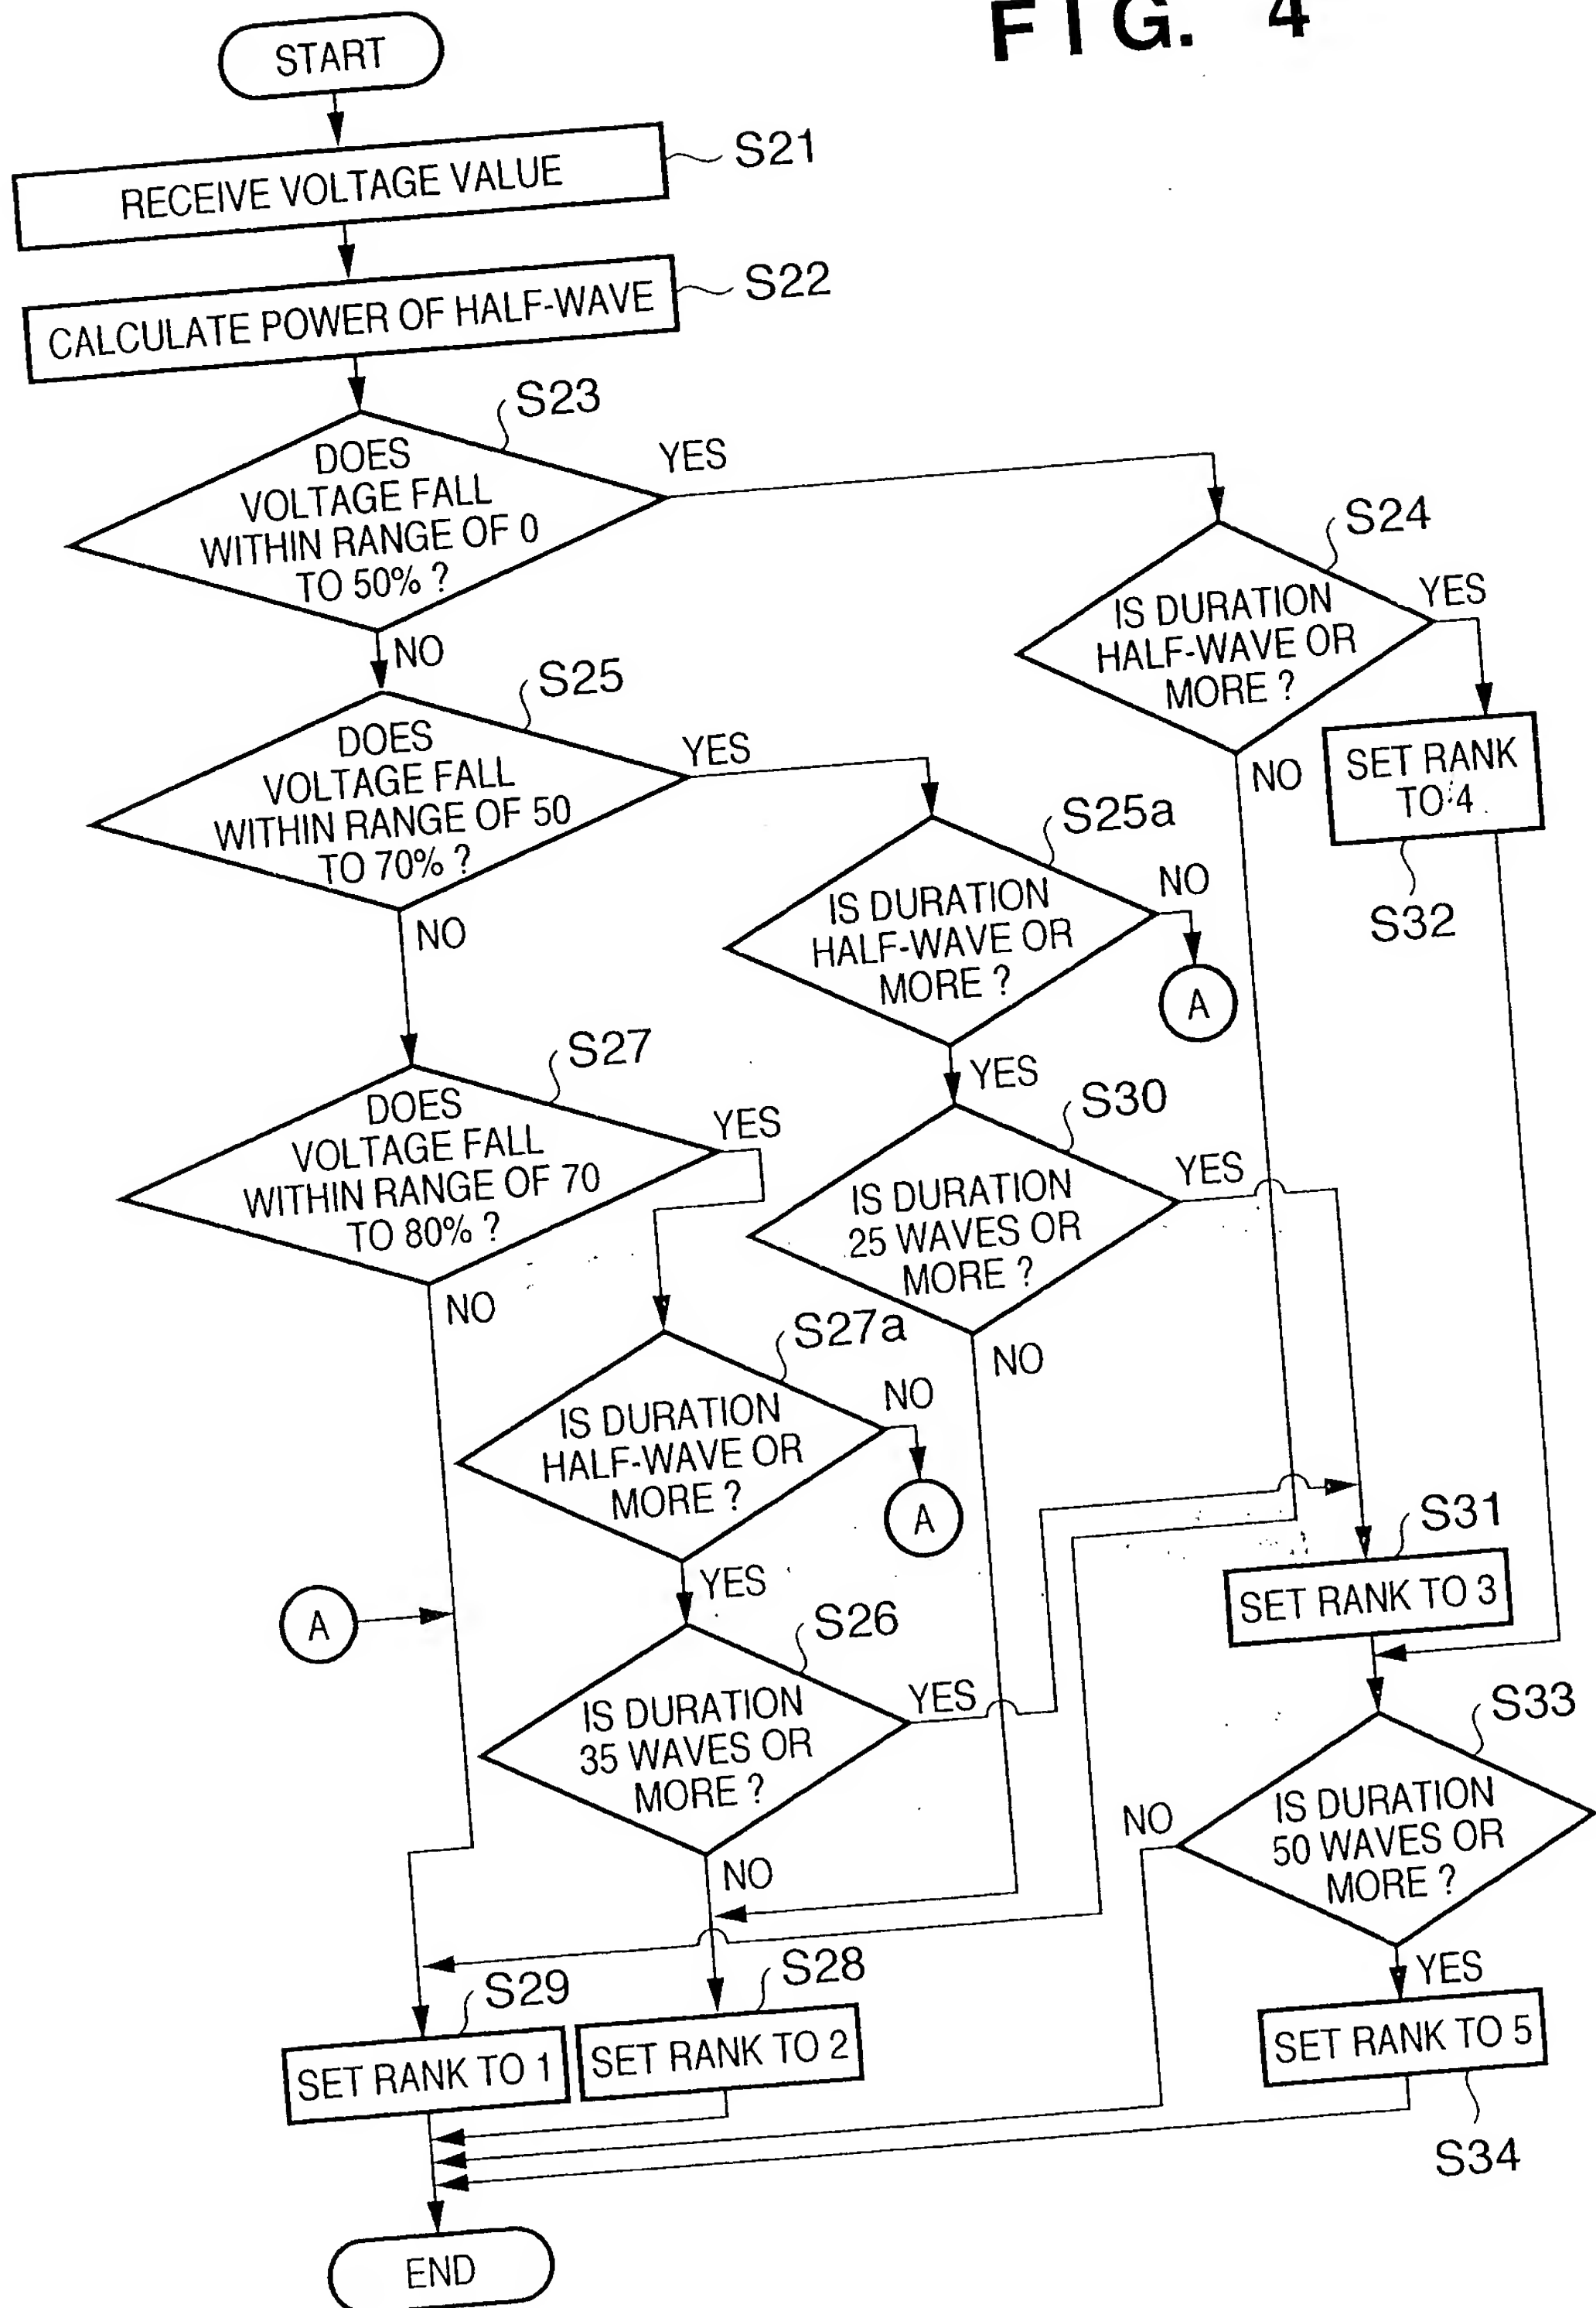 FIG. 4
START
S21
RECEIVE VOLTAGE VALUE
S22
CALCULATE POWER OF HALF-WAVE
S23
DOES
VOLTAGE FALL
WITHIN RANGE OF 0
TO 50% ?
YES
NO
S24
IS DURATION
HALF-WAVE OR
MORE ?
YES
NO
SET RANK
TO 4
S32
S25
DOES
VOLTAGE FALL
WITHIN RANGE OF 50
TO 70% ?
YES
NO
S25a
IS DURATION
HALF-WAVE OR
MORE ?
NO
A
YES
S27
DOES
VOLTAGE FALL
WITHIN RANGE OF 70
TO 80% ?
YES
NO
S30
IS DURATION
25 WAVES OR
MORE ?
YES
NO
S27a
IS DURATION
HALF-WAVE OR
MORE ?
NO
A
YES
A
S26
IS DURATION
35 WAVES OR
MORE ?
YES
NO
S31
SET RANK TO 3
S33
IS DURATION
50 WAVES OR
MORE ?
NO
YES
S29
SET RANK TO 1
S28
SET RANK TO 2
SET RANK TO 5
S34
END